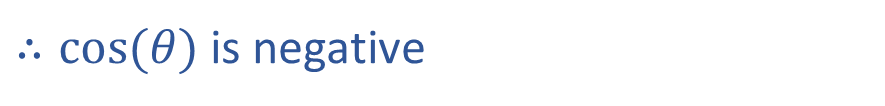 ∴ cos(θ) is negative